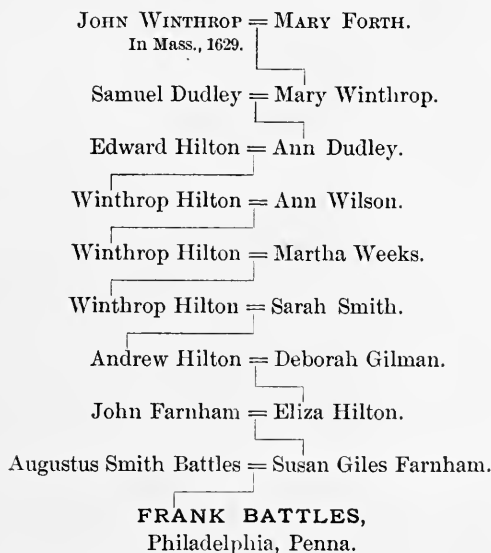 JOHN WINTHROP = MARY FORTH.
In Mass., 1629.
Samuel Dudley = Mary Winthrop.
Edward Hilton = Ann Dudley.
Winthrop Hilton = Ann Wilson.
Winthrop Hilton = Martha Weeks.
Winthrop Hilton = Sarah Smith.
Andrew Hilton = Deborah Gilman.
John Farnham = Eliza Hilton.
Augustus Smith Battles = Susan Giles Farnham.
FRANK BATTLES,
Philadelphia, Penna.